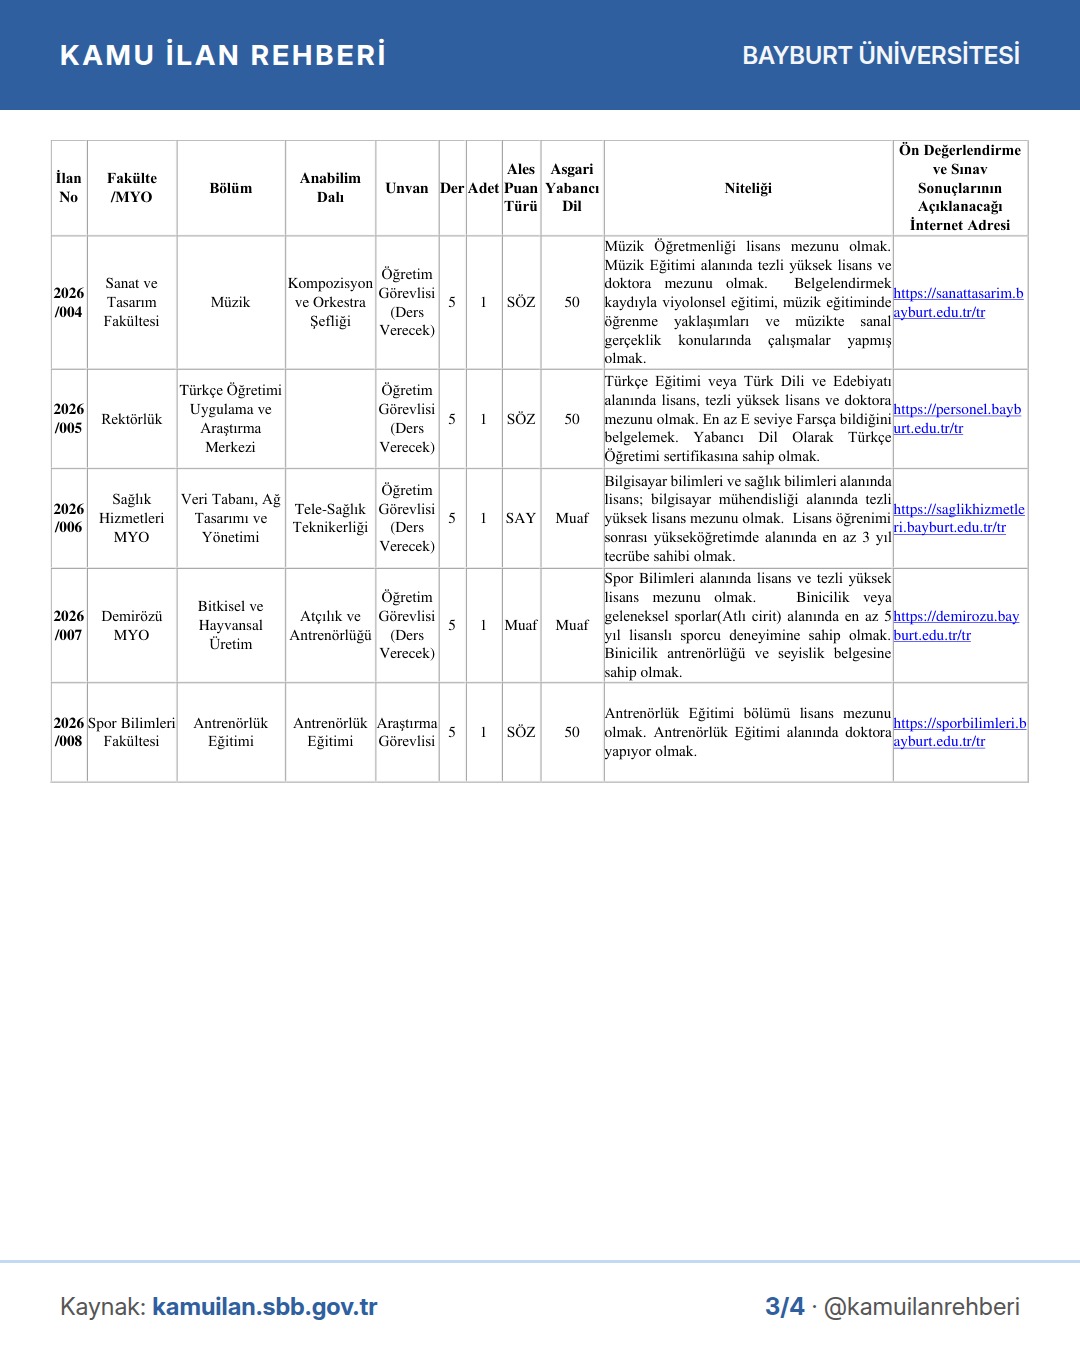 KAMU İLAN REHBERİ
BAYBURT ÜNİVERSİTESİ
İlan
No
Fakülte
/MYO
Bölüm
Anabilim
Dalı
Unvan
Der
Adet
Ales
Puan
Türü
Asgari
Yabancı
Dil
Niteliği
Ön Değerlendirme
ve Sınav
Sonuçlarının
Açıklanacağı
İnternet Adresi
2026
/004
Sanat ve
Tasarım
Fakültesi
Müzik
Kompozisyon
ve Orkestra
Şefliği
Öğretim
Görevlisi
(Ders
Verecek)
5
1
SÖZ
50
Müzik Öğretmenliği lisans mezunu olmak.
Müzik Eğitimi alanında tezli yüksek lisans ve
doktora mezunu olmak. Belgelendirmek
kaydıyla viyolonsel eğitimi, müzik eğitiminde
öğrenme yaklaşımları ve müzikte sanal
gerçeklik konularında çalışmalar yapmış
olmak.
https://sanattasarim.b
ayburt.edu.tr/tr
2026
/005
Rektörlük
Türkçe Öğretimi
Uygulama ve
Araştırma
Merkezi
Öğretim
Görevlisi
(Ders
Verecek)
5
1
SÖZ
50
Türkçe Eğitimi veya Türk Dili ve Edebiyatı
alanında lisans, tezli yüksek lisans ve doktora
mezunu olmak. En az E seviye Farsça bildiğini
belgelemek. Yabancı Dil Olarak Türkçe
Öğretimi sertifikasına sahip olmak.
https://personel.bayb
urt.edu.tr/tr
2026
/006
Sağlık
Hizmetleri
MYO
Veri Tabanı, Ağ
Tasarımı ve
Yönetimi
Tele-Sağlık
Teknikerliği
Öğretim
Görevlisi
(Ders
Verecek)
5
1
SAY
Muaf
Bilgisayar bilimleri ve sağlık bilimleri alanında
lisans; bilgisayar mühendisliği alanında tezli
yüksek lisans mezunu olmak. Lisans öğrenimi
sonrası yükseköğretimde alanında en az 3 yıl
tecrübe sahibi olmak.
https://saglikhizmetle
ri.bayburt.edu.tr/tr
2026
/007
Demirözü
MYO
Bitkisel ve
Hayvansal
Üretim
Atçılık ve
Antrenörlüğü
Öğretim
Görevlisi
(Ders
Verecek)
5
1
Muaf
Muaf
Spor Bilimleri alanında lisans ve tezli yüksek
lisans mezunu olmak. Binicilik veya
geleneksel sporlar(Atlı cirit) alanında en az 5
yıl lisanslı sporcu deneyimine sahip olmak.
Binicilik antrenörlüğü ve seyislik belgesine
sahip olmak.
https://demirozu.bay
burt.edu.tr/tr
2026
/008
Spor Bilimleri
Fakültesi
Antrenörlük
Eğitimi
Antrenörlük
Eğitimi
Araştırma
Görevlisi
5
1
SÖZ
50
Antrenörlük Eğitimi bölümü lisans mezunu
olmak. Antrenörlük Eğitimi alanında doktora
yapıyor olmak.
https://sporbilimleri.b
ayburt.edu.tr/tr
Kaynak: kamuilan.sbb.gov.tr
3/4 · @kamuilanrehberi